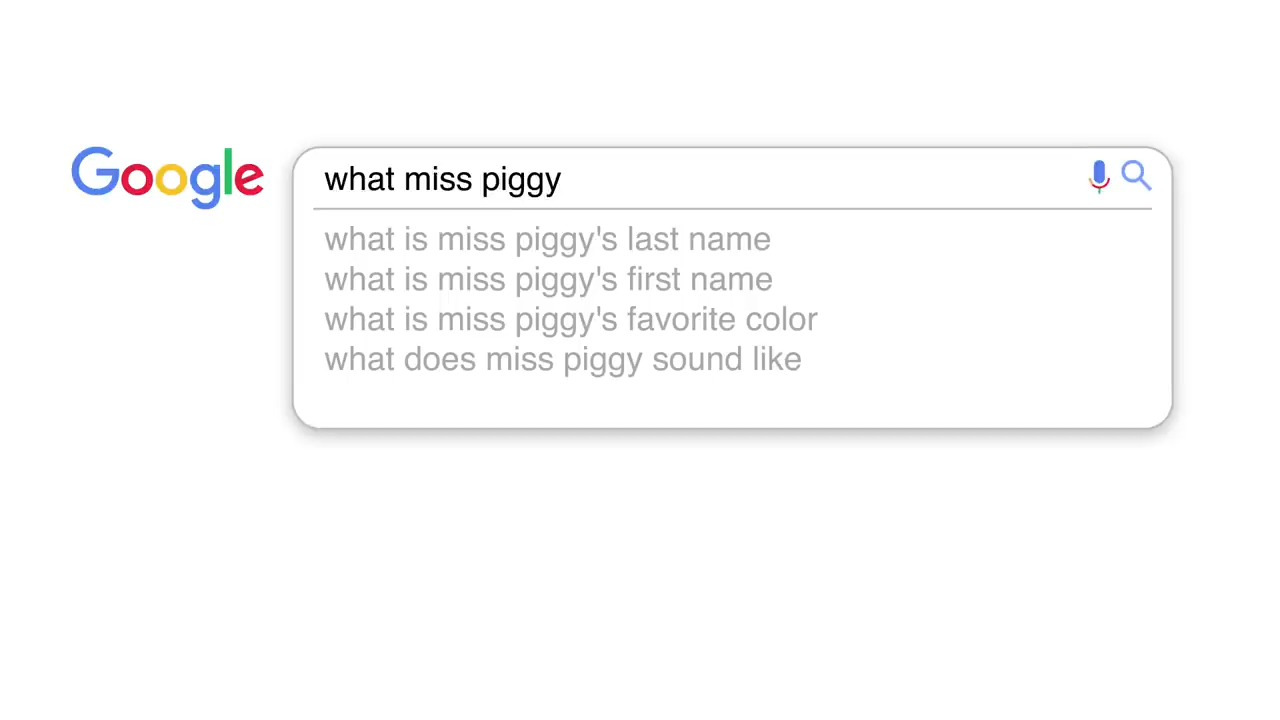 Google
what miss piggy
what is miss piggy's last name
what is miss piggy's first name
what is miss piggy's favorite color
what does miss piggy sound like